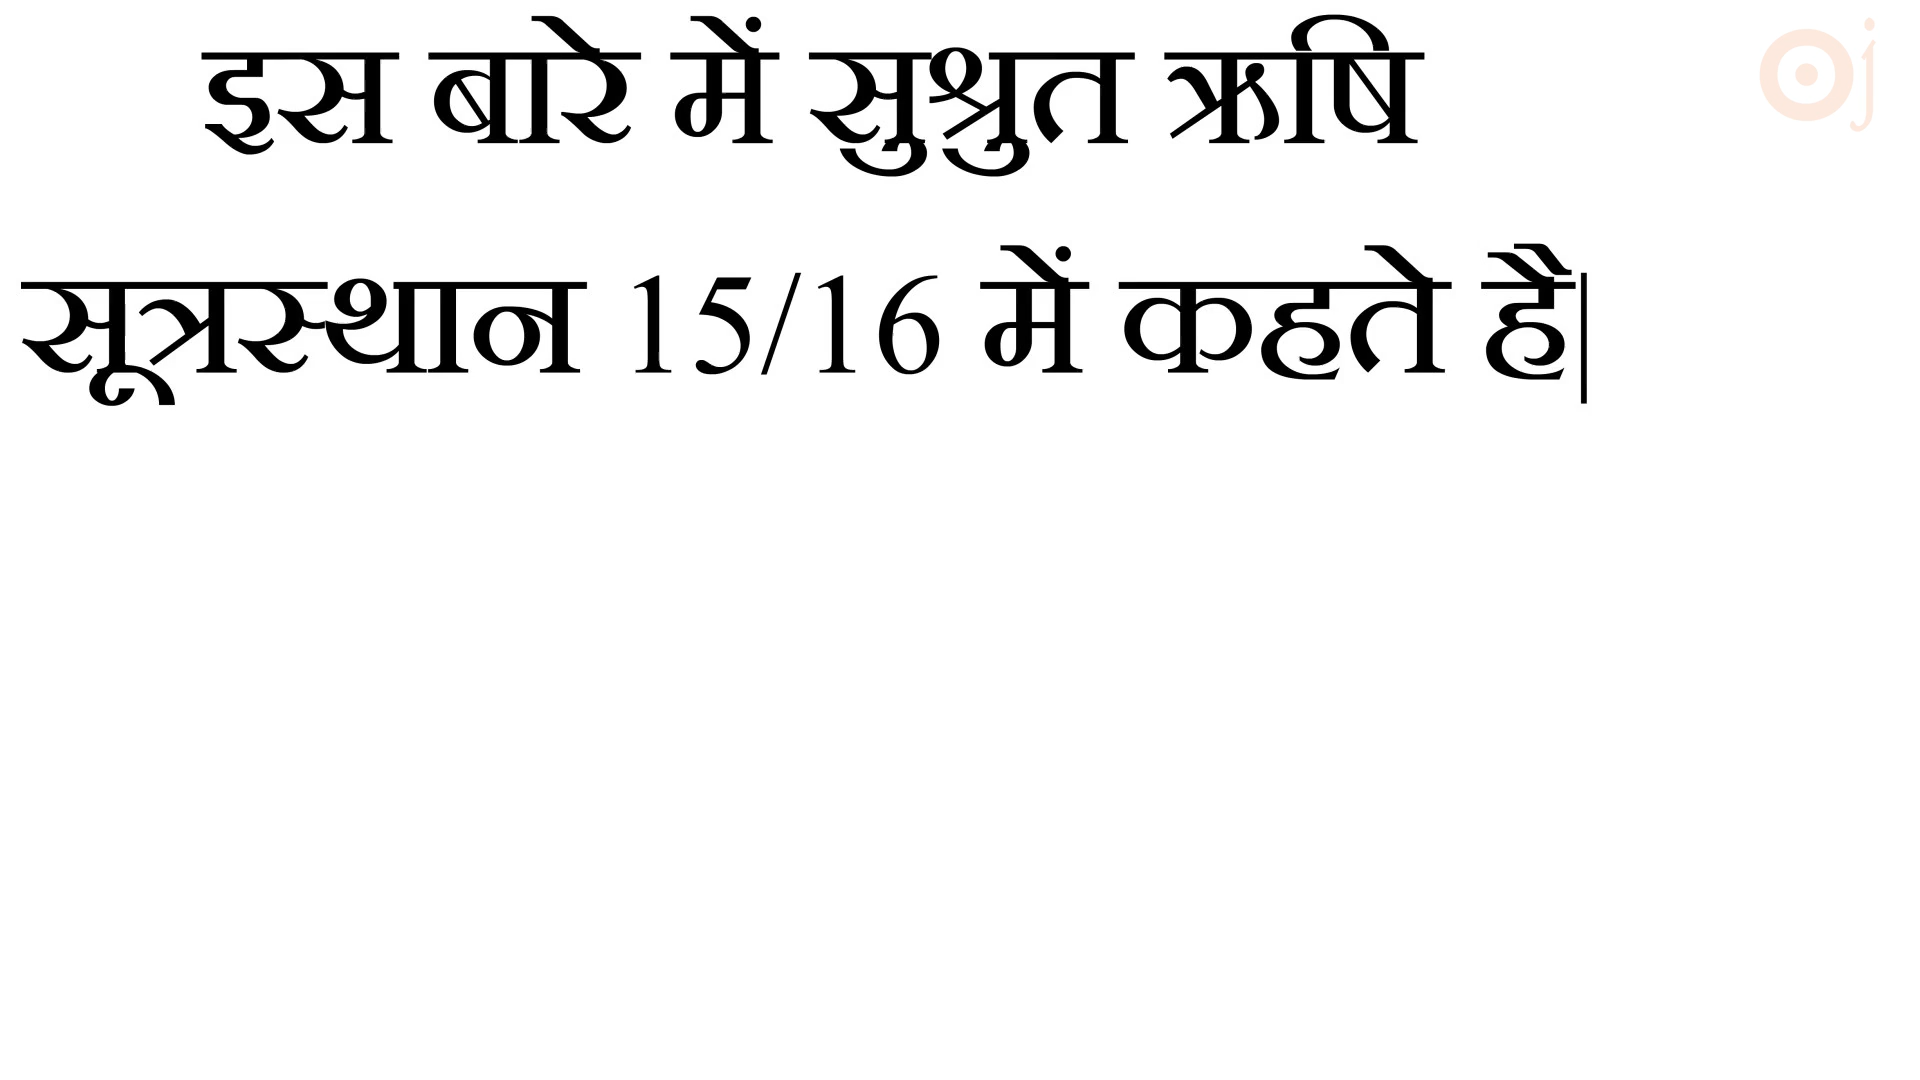 इस बारे में सुश्रुत ऋषि
सूत्रस्थान 15/16 में कहते है|